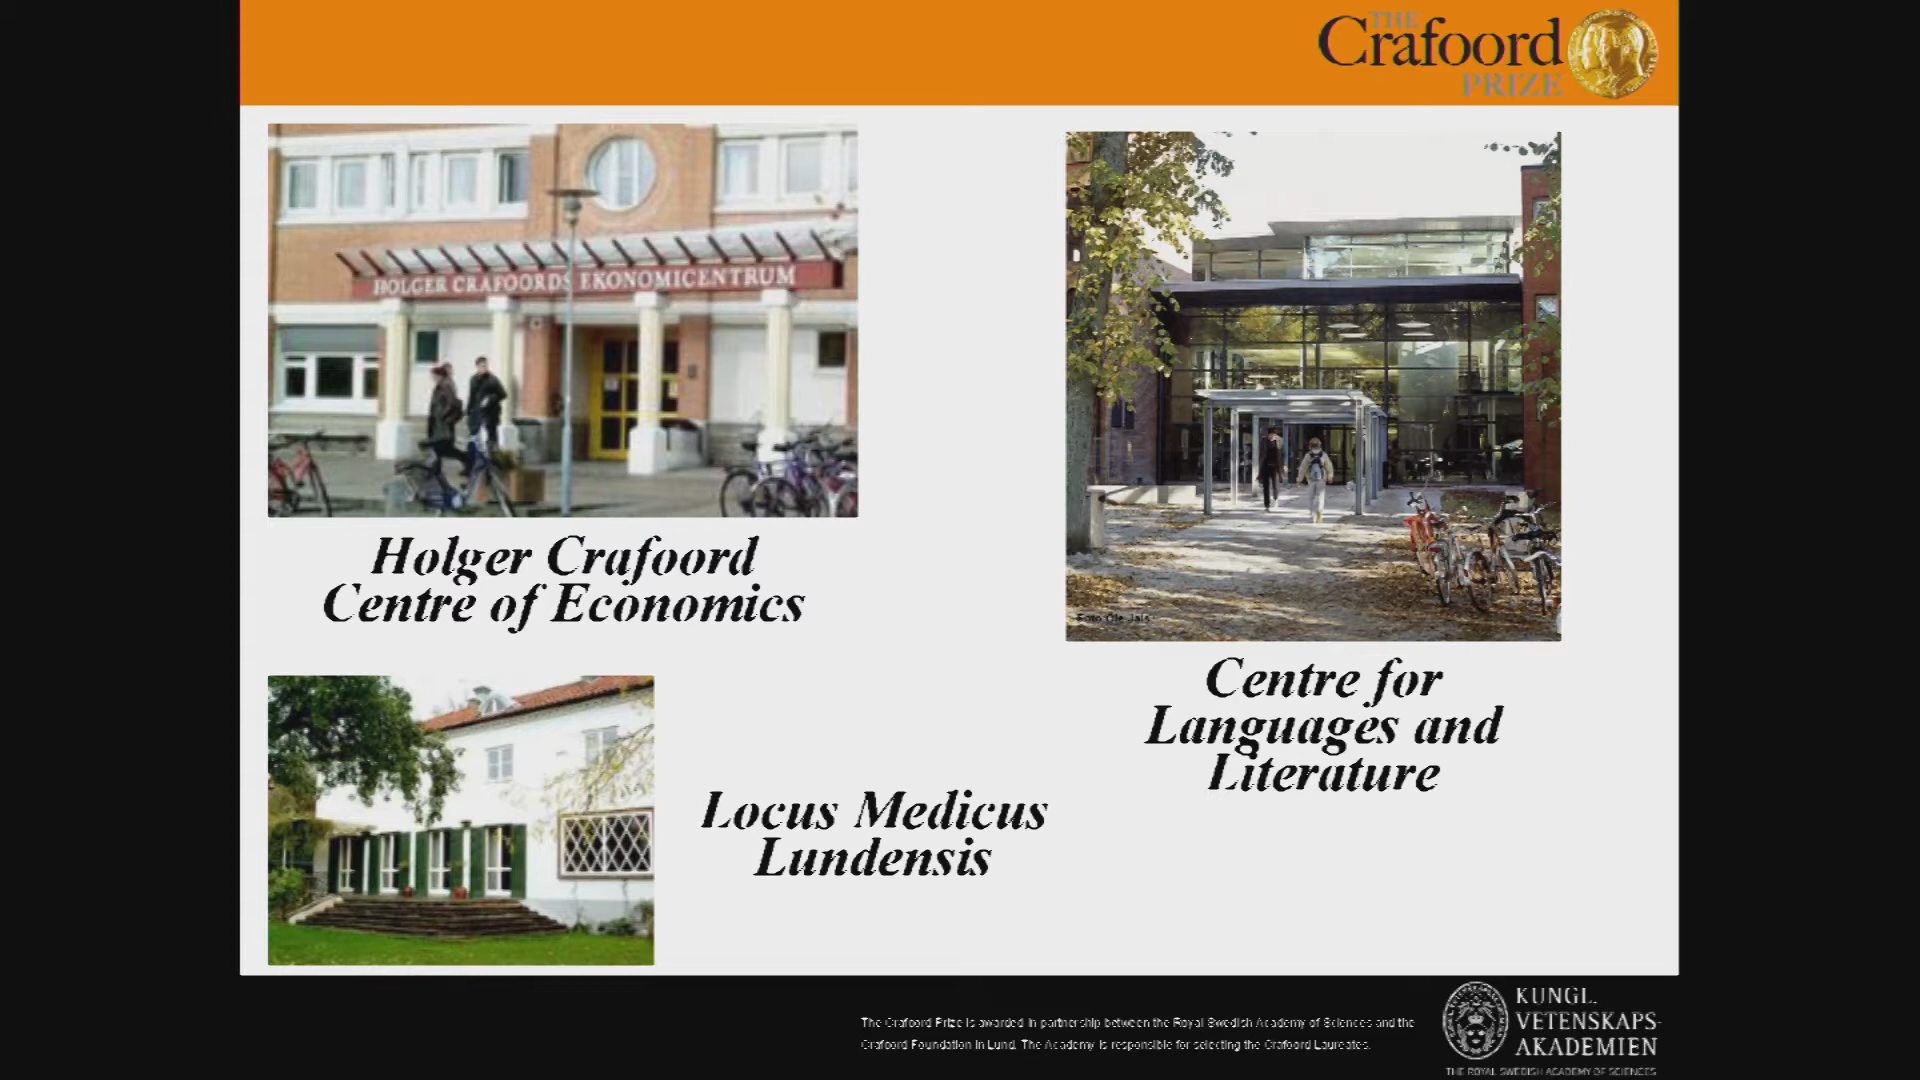 THE
Crafoord
PRIZE
HOLGER CRAFOORDS EKONOMICENTRUM
Holger Crafoord
Centre of Economics
Foto Ole Jais
Centre for
Languages and
Literature
Locus Medicus
Lundensis
The Crafoord Prize is awarded in partnership between the Royal Swedish Academy of Sciences and the
Crafoord Foundation in Lund. The Academy is responsible for selecting the Crafoord Laureates.
KUNGL.
VETENSKAPS-
AKADEMIEN
THE ROYAL SWEDISH ACADEMY OF SCIENCES